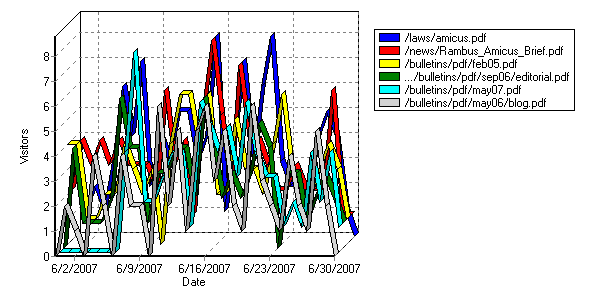 /laws/amicus.pdf
/news/Rambus_Amicus_Brief.pdf
/bulletins/pdf/feb05.pdf
.../bulletins/pdf/sep06/editorial.pdf
/bulletins/pdf/may07.pdf
/bulletins/pdf/may06/blog.pdf
8
7
6
5
4
3
2
1
0
Visitors
6/2/2007 6/9/2007 6/16/2007 6/23/2007 6/30/2007
Date